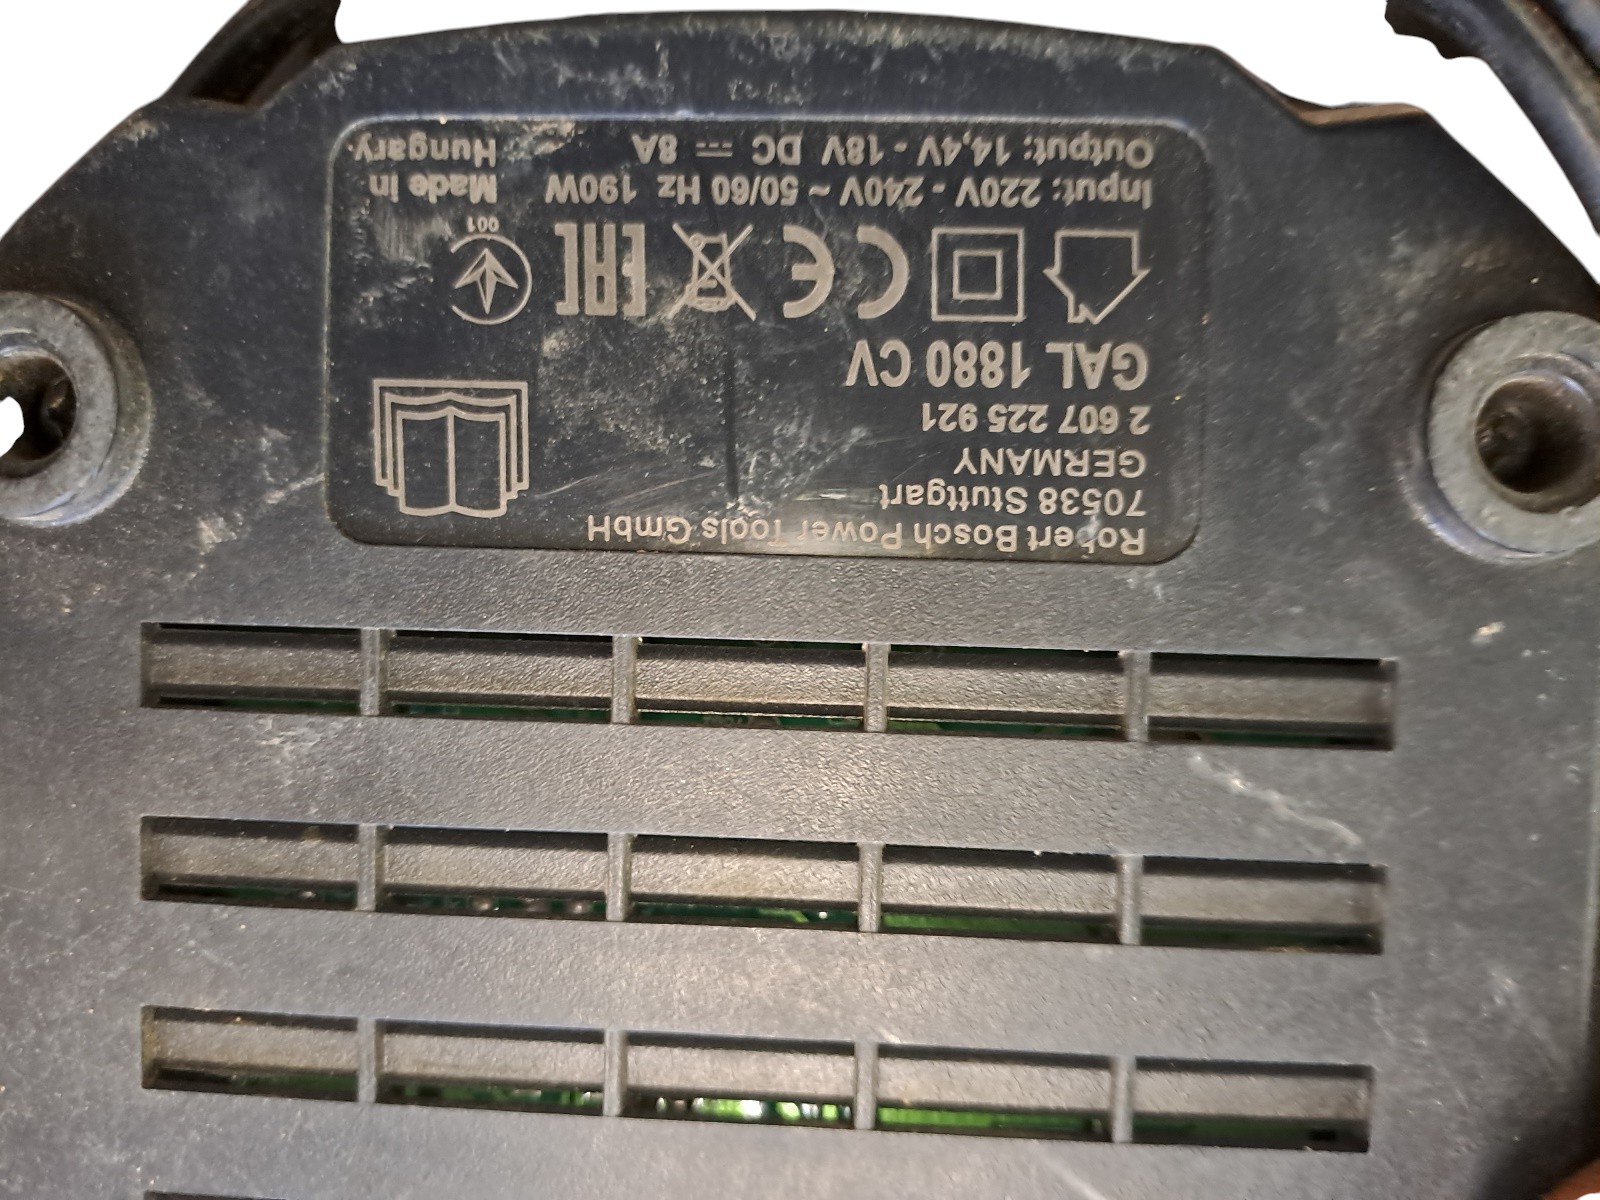 Robert Bosch Power Tools GmbH
70538 Stuttgart
GERMANY
2 607 225 921
GAL 1880 CV
CE
EAC
001
Input: 220V - 240V ~ 50/60 Hz 190W
Output: 14,4V - 18V DC ⎓ 8A
Made in
Hungary